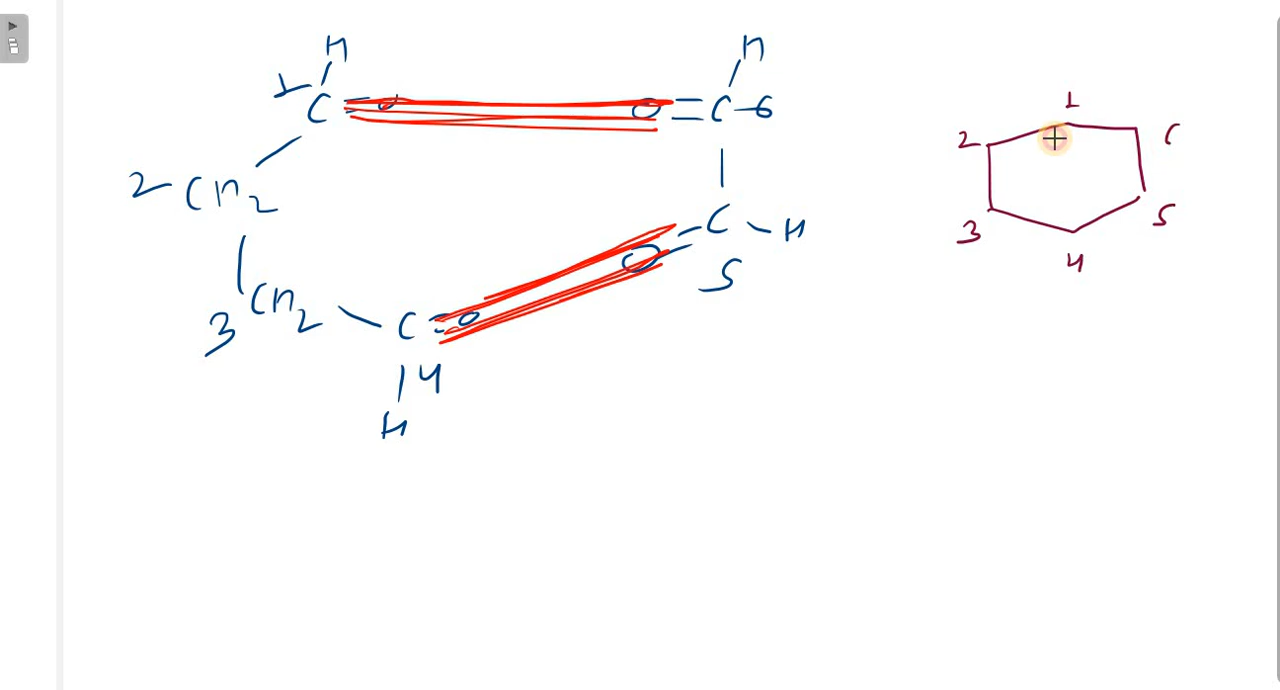 H H
1 C = O O = C - 6
2 - CH2 C - H
O 5
3 CH2 C = O
4
H
1
2 6
3 5
4